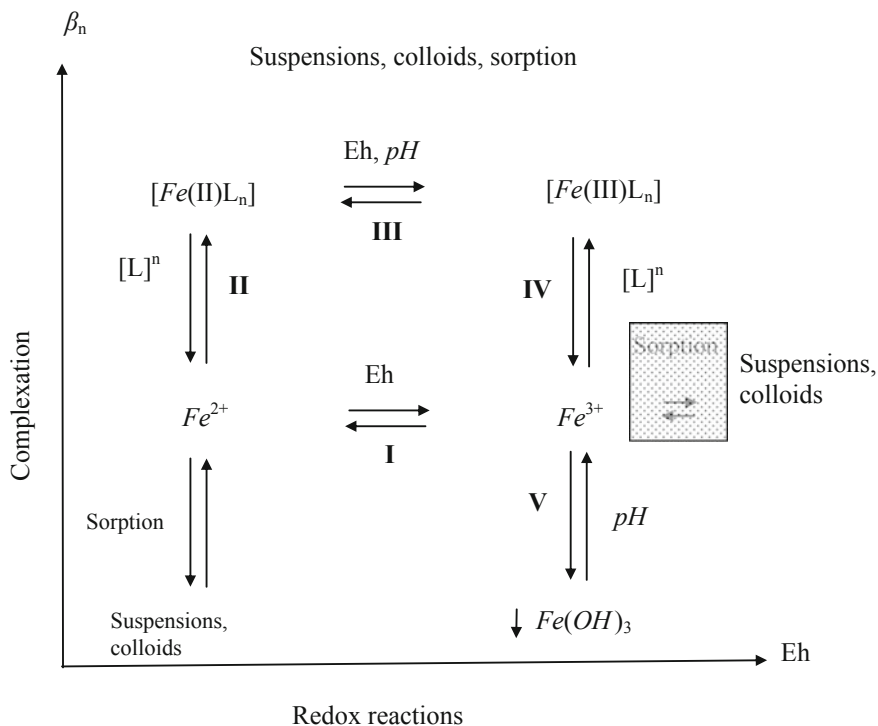 βn
Suspensions, colloids, sorption
Eh, pH
[Fe(II)Ln]
[Fe(III)Ln]
III
[L]n
II
IV
[L]n
Sorption
Suspensions,
colloids
Eh
Fe2+
Fe3+
I
Complexation
V
Sorption
pH
Suspensions,
colloids
↓ Fe(OH)3
Eh
Redox reactions